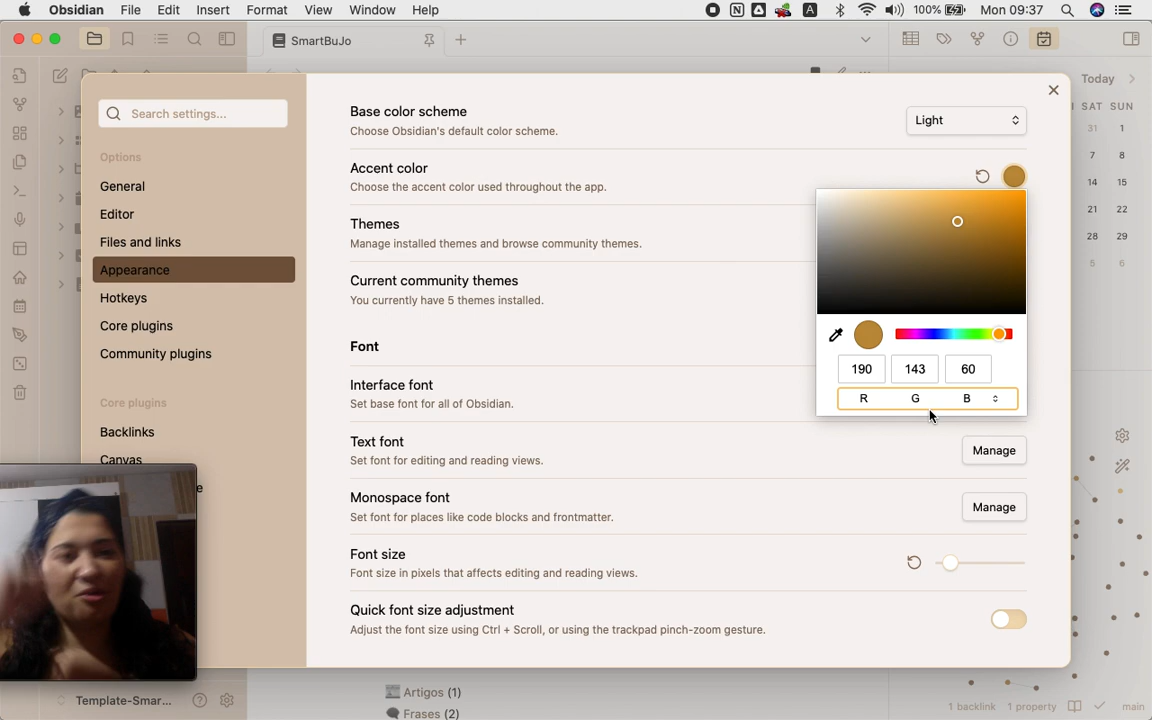 Obsidian File Edit Insert Format View Window Help
A 100% Mon 09:37
SmartBuJo
Today
SAT SUN
31 1
7 8
14 15
21 22
28 29
5 6
Search settings...
Options
General
Editor
Files and links
Appearance
Hotkeys
Core plugins
Community plugins
Core plugins
Backlinks
Canvas
Base color scheme
Choose Obsidian's default color scheme.
Light
Accent color
Choose the accent color used throughout the app.
Themes
Manage installed themes and browse community themes.
Current community themes
You currently have 5 themes installed.
190 143 60
R G B
Font
Interface font
Set base font for all of Obsidian.
Text font
Set font for editing and reading views.
Manage
Monospace font
Set font for places like code blocks and frontmatter.
Manage
Font size
Font size in pixels that affects editing and reading views.
Quick font size adjustment
Adjust the font size using Ctrl + Scroll, or using the trackpad pinch-zoom gesture.
Template-Smar...
Artigos (1)
Frases (2)
1 backlink 1 property main